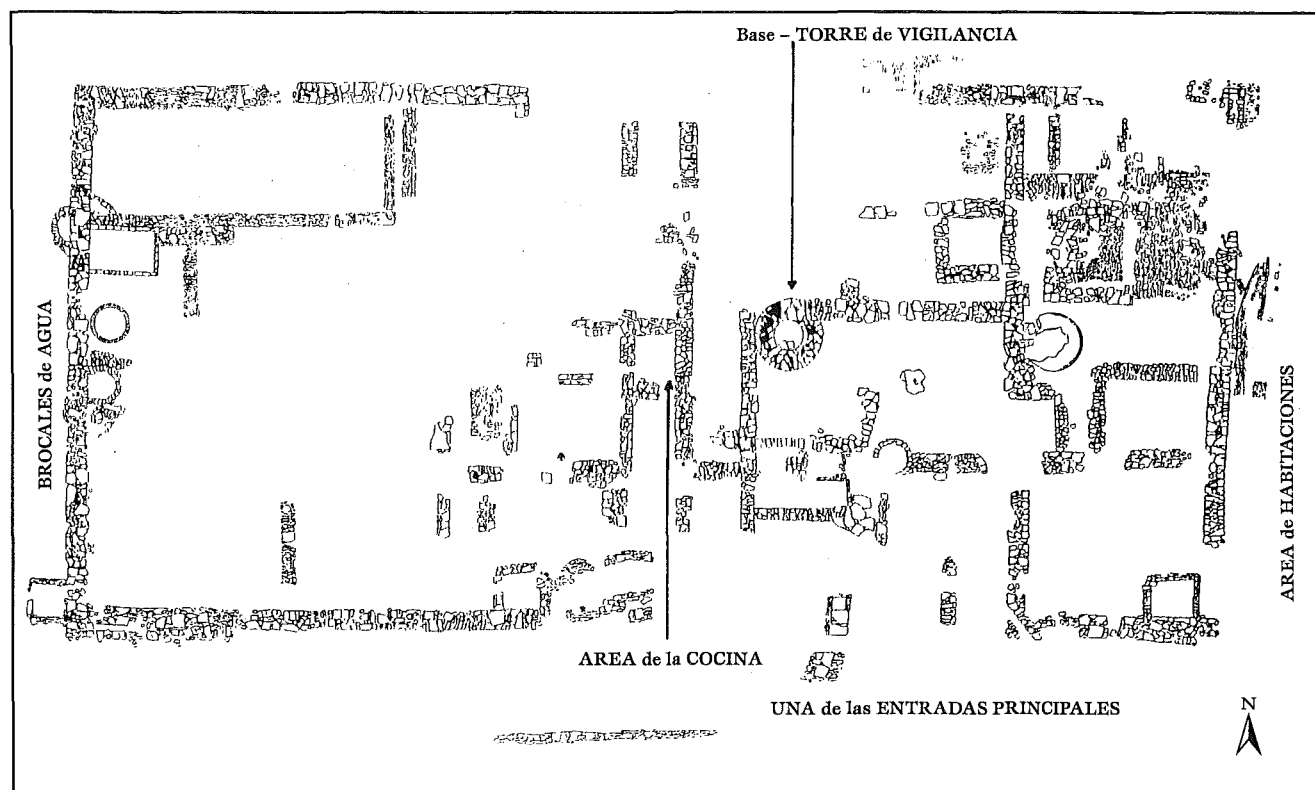 Base – TORRE de VIGILANCIA
BROCALES de AGUA
AREA de HABITACIONES
AREA de la COCINA
UNA de las ENTRADAS PRINCIPALES
N